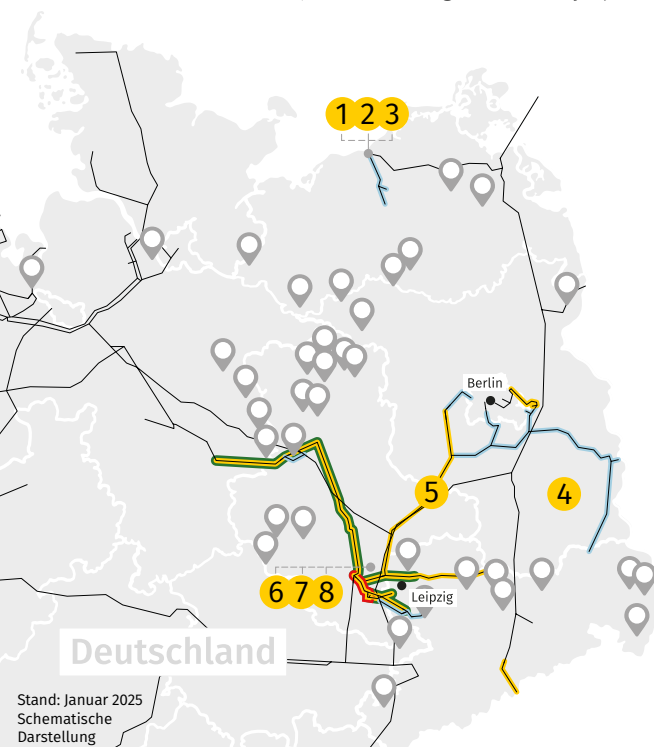 1 2 3
Berlin
5
4
6 7 8
Leipzig
Deutschland
Stand: Januar 2025
Schematische
Darstellung